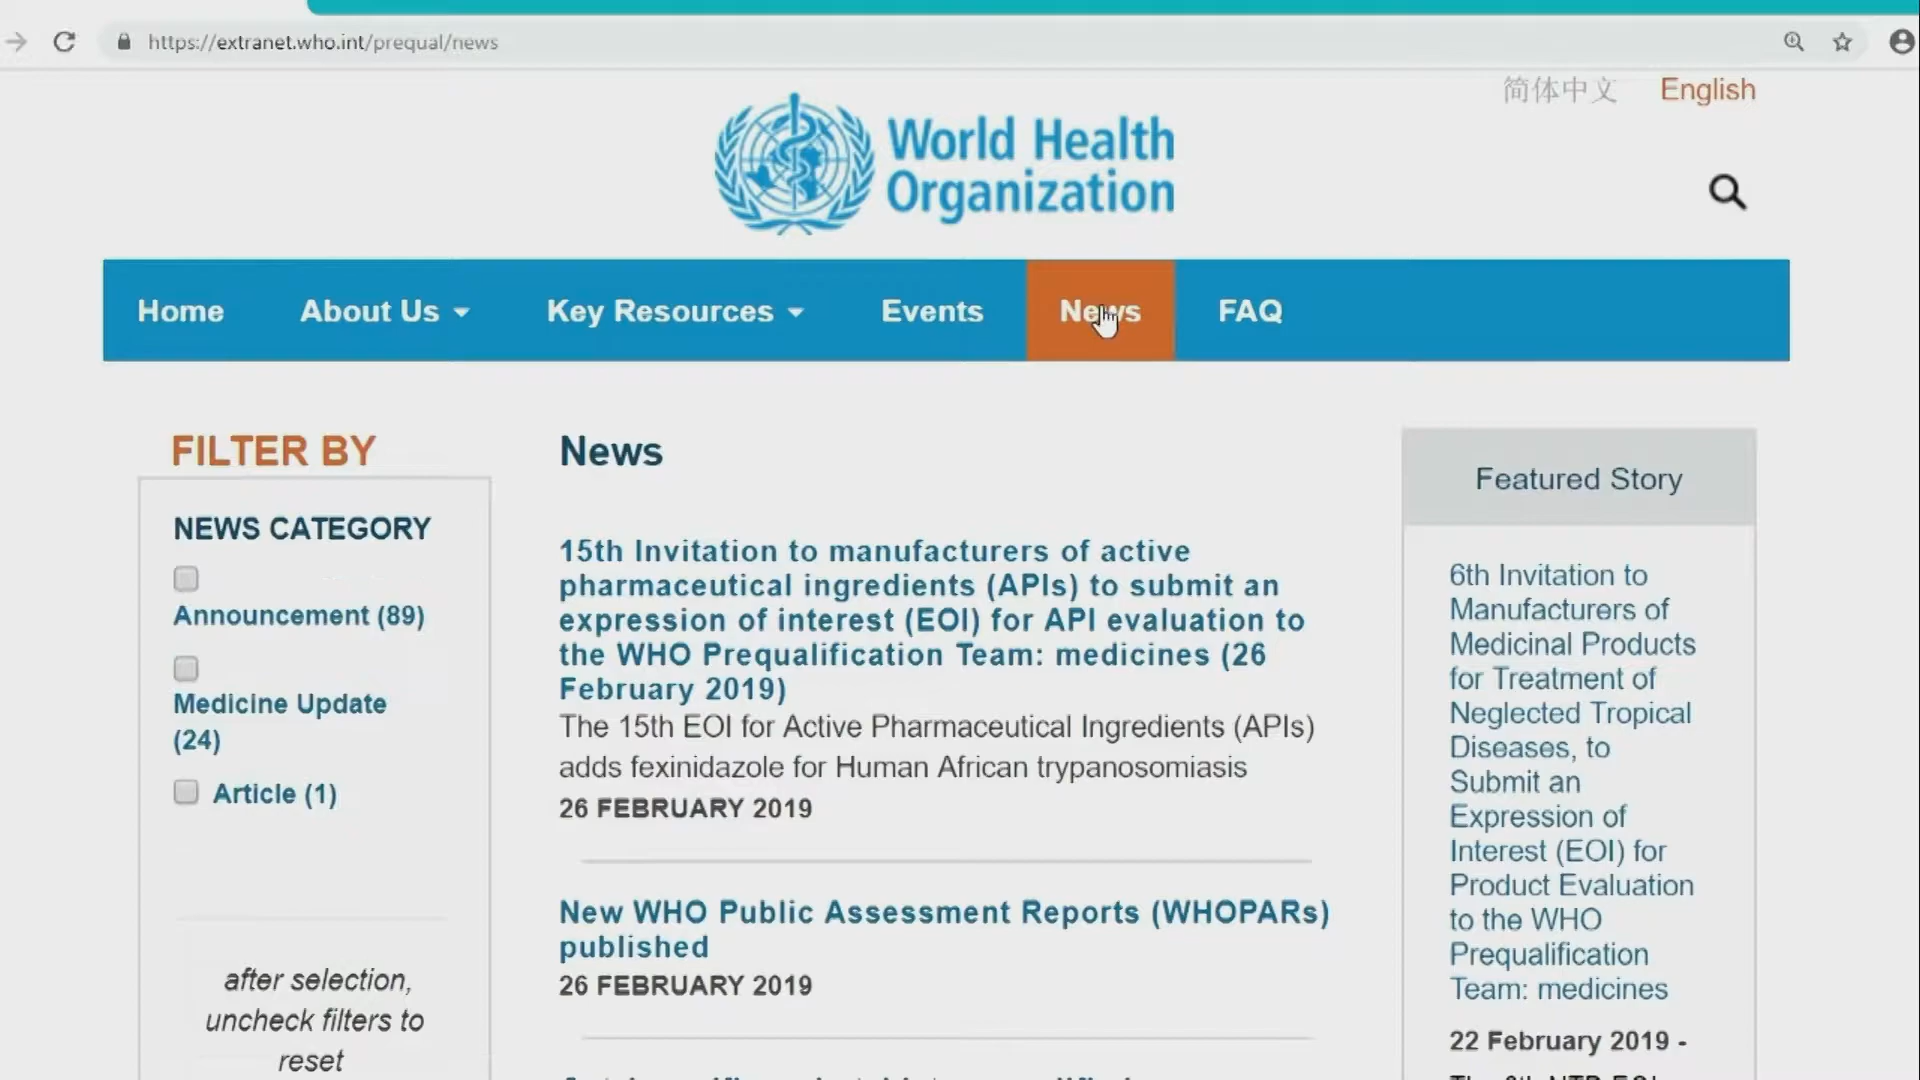 https://extranet.who.int/prequal/news
简体中文 English
World Health
Organization
Home About Us Key Resources Events News FAQ
FILTER BY
NEWS CATEGORY
Announcement (89)
Medicine Update
(24)
Article (1)
after selection,
uncheck filters to
reset
News
15th Invitation to manufacturers of active
pharmaceutical ingredients (APIs) to submit an
expression of interest (EOI) for API evaluation to
the WHO Prequalification Team: medicines (26
February 2019)
The 15th EOI for Active Pharmaceutical Ingredients (APIs)
adds fexinidazole for Human African trypanosomiasis
26 FEBRUARY 2019
New WHO Public Assessment Reports (WHOPARs)
published
26 FEBRUARY 2019
Featured Story
6th Invitation to
Manufacturers of
Medicinal Products
for Treatment of
Neglected Tropical
Diseases, to
Submit an
Expression of
Interest (EOI) for
Product Evaluation
to the WHO
Prequalification
Team: medicines
22 February 2019 -